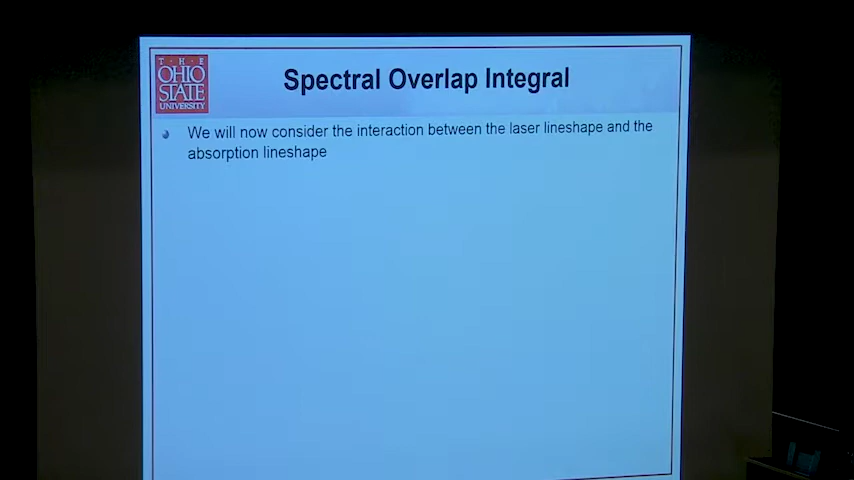 T · H · E
OHIO
STATE
UNIVERSITY
Spectral Overlap Integral
We will now consider the interaction between the laser lineshape and the
absorption lineshape